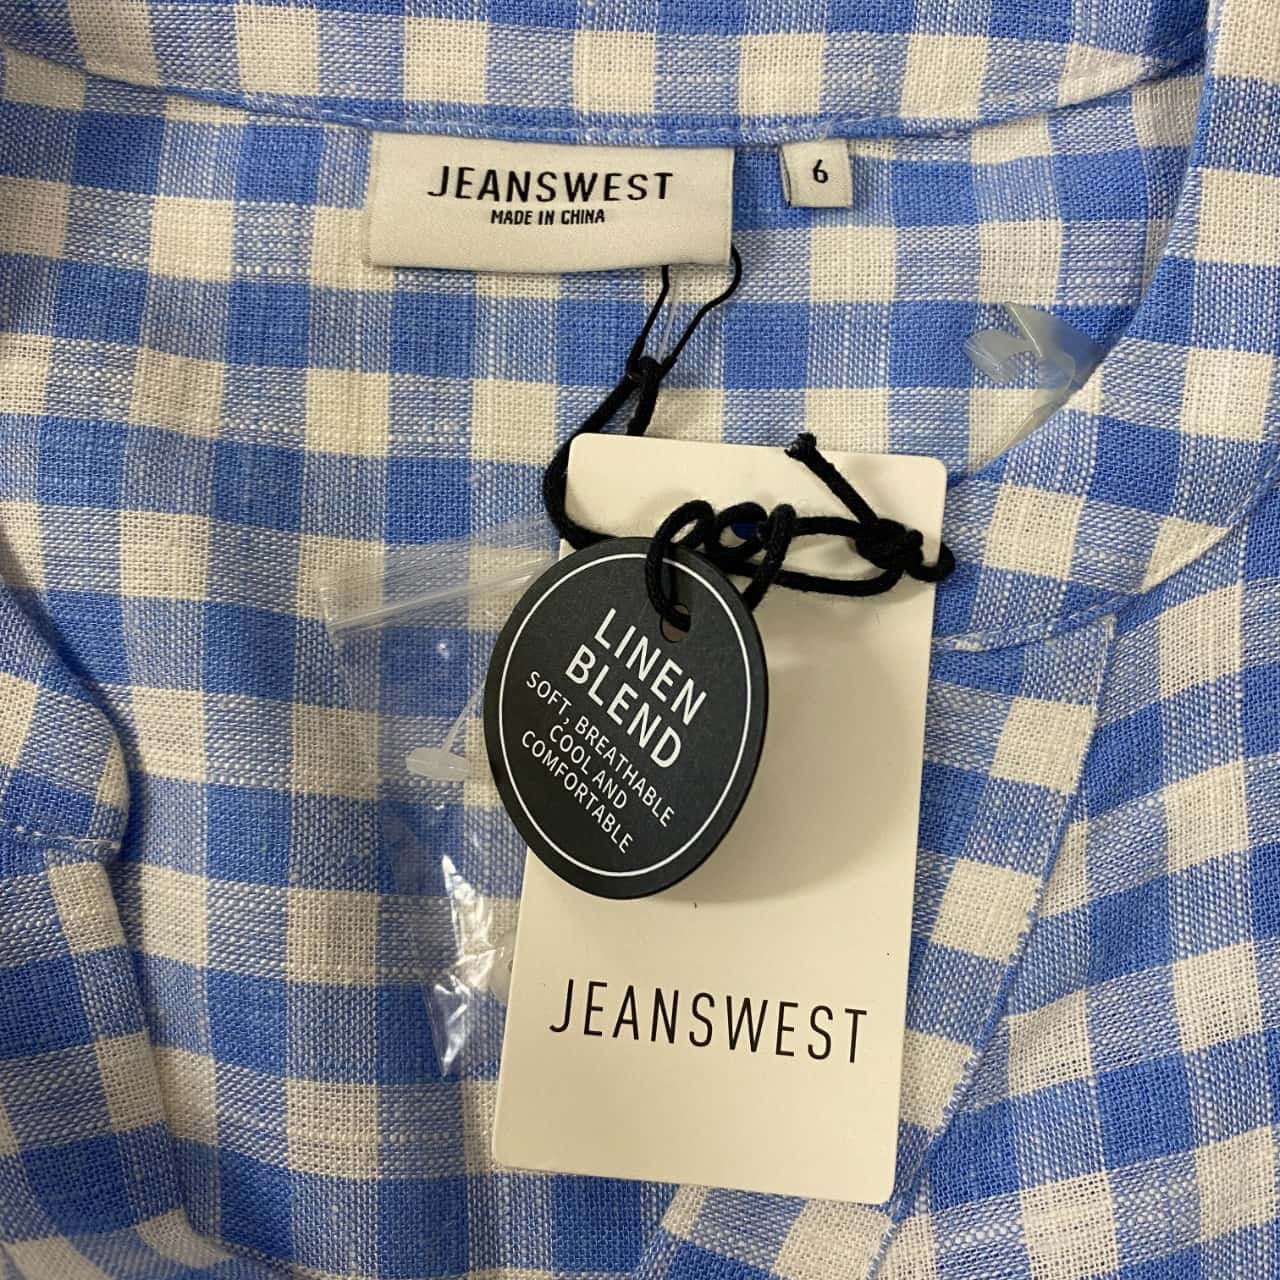 JEANSWEST
MADE IN CHINA
6
LINEN
BLEND
SOFT, BREATHABLE
COOL AND
COMFORTABLE
JEANSWEST